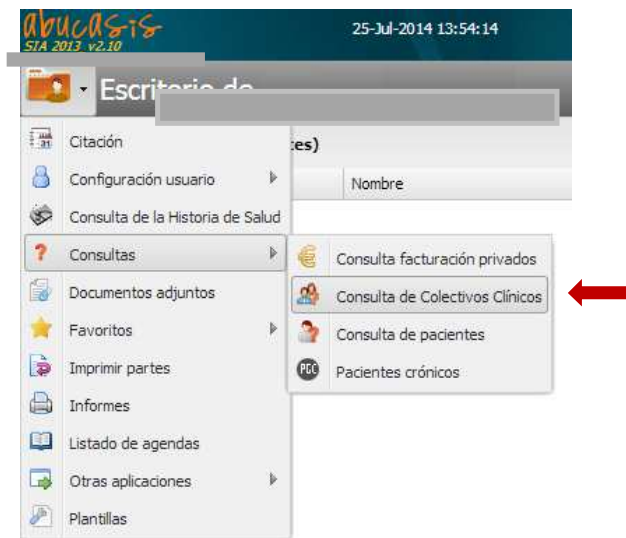 abucasis
SIA 2013 v2.10
25-Jul-2014 13:54:14
Escritorio de
Citación
Configuración usuario
Consulta de la Historia de Salud
Consultas
Documentos adjuntos
Favoritos
Imprimir partes
Informes
Listado de agendas
Otras aplicaciones
Plantillas
tes)
Nombre
Consulta facturación privados
Consulta de Colectivos Clínicos
Consulta de pacientes
PGC Pacientes crónicos